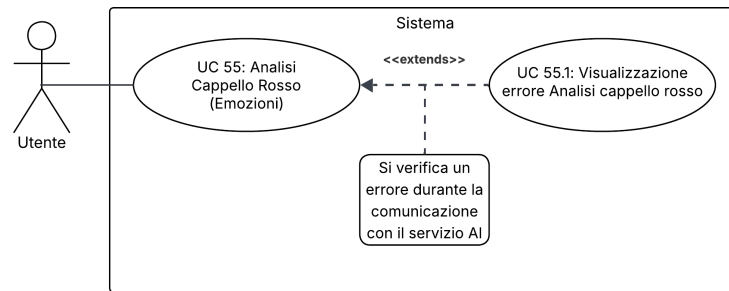 Sistema
UC 55: Analisi
Cappello Rosso
(Emozioni)
<<extends>>
UC 55.1: Visualizzazione
errore Analisi cappello rosso
Utente
Si verifica un
errore durante la
comunicazione
con il servizio AI